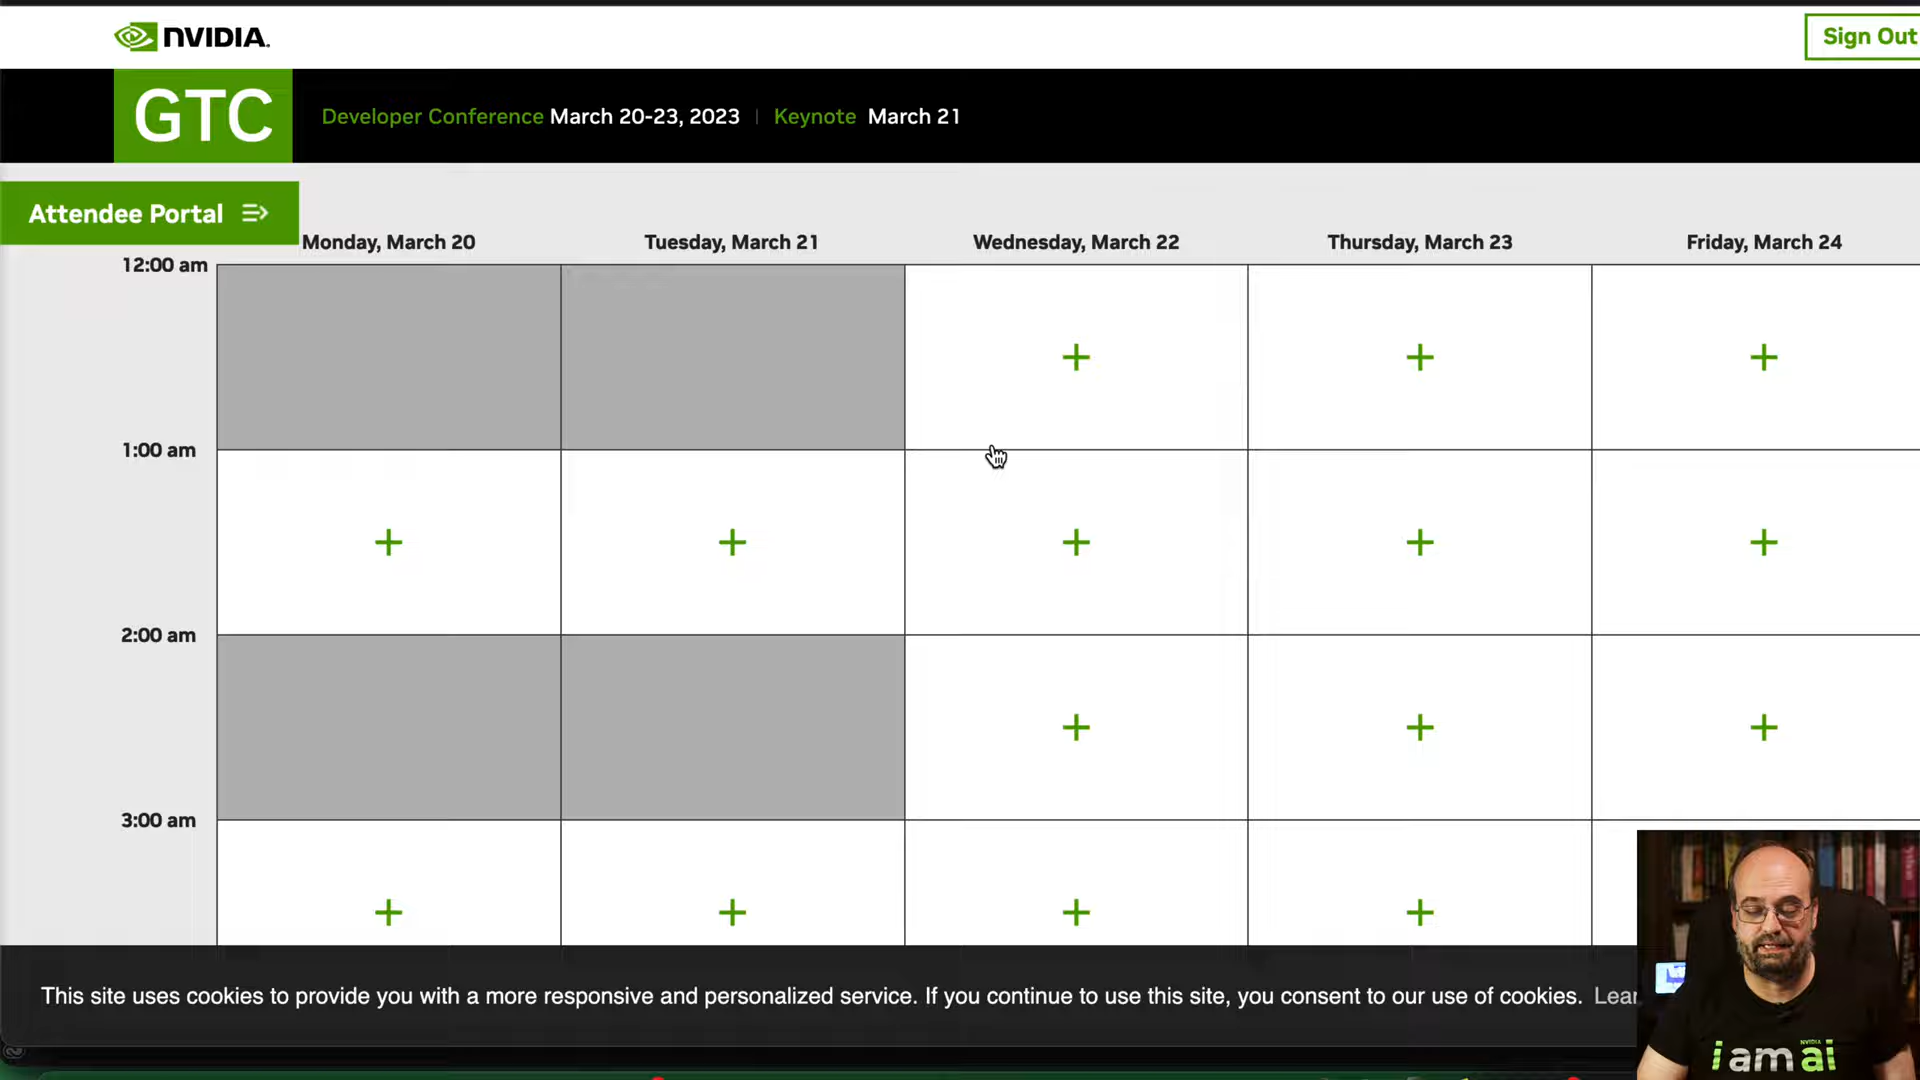 NVIDIA.
Sign Out
GTC
Developer Conference March 20-23, 2023 | Keynote March 21
Attendee Portal
Monday, March 20
Tuesday, March 21
Wednesday, March 22
Thursday, March 23
Friday, March 24
12:00 am
1:00 am
2:00 am
3:00 am
This site uses cookies to provide you with a more responsive and personalized service. If you continue to use this site, you consent to our use of cookies. Lear
NVIDIA
i am ai